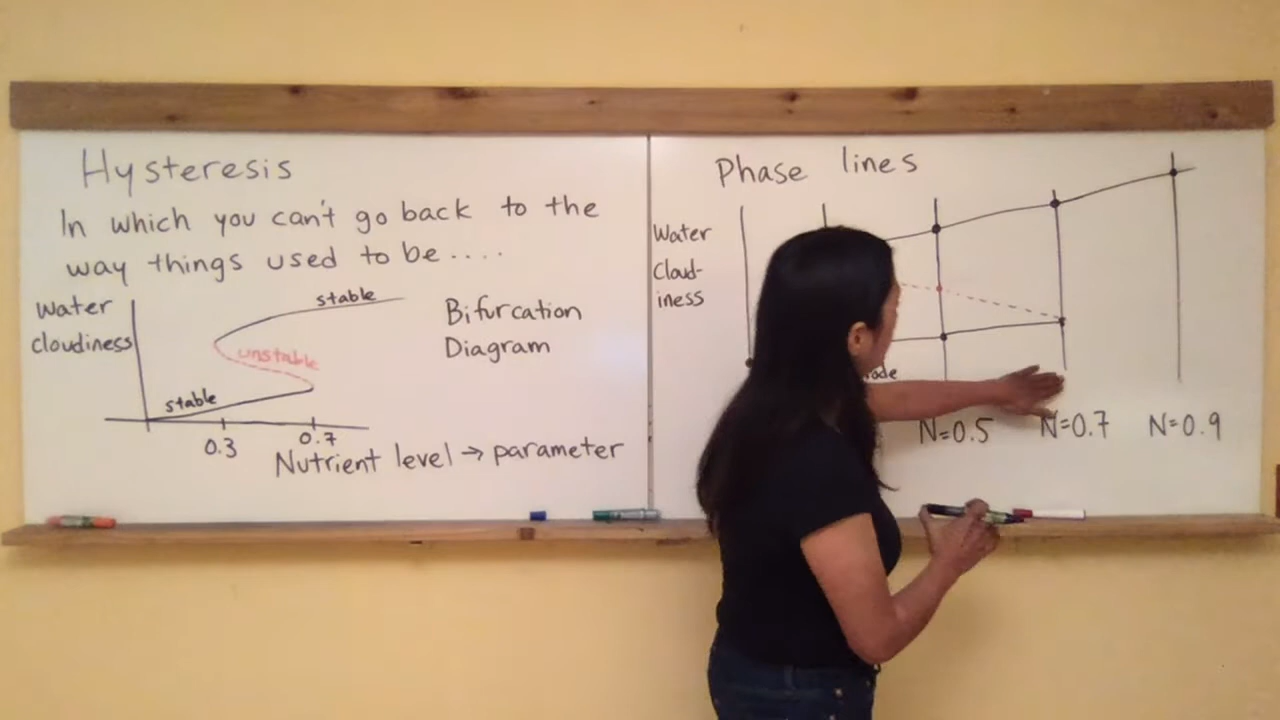 Hysteresis
In which you can't go back to the
way things used to be....
Water
cloudiness
stable
unstable
stable
0.3
0.7
Nutrient level → parameter
Bifurcation
Diagram
Phase lines
Water
Cloud-
iness
N=0.5 N=0.7 N=0.9